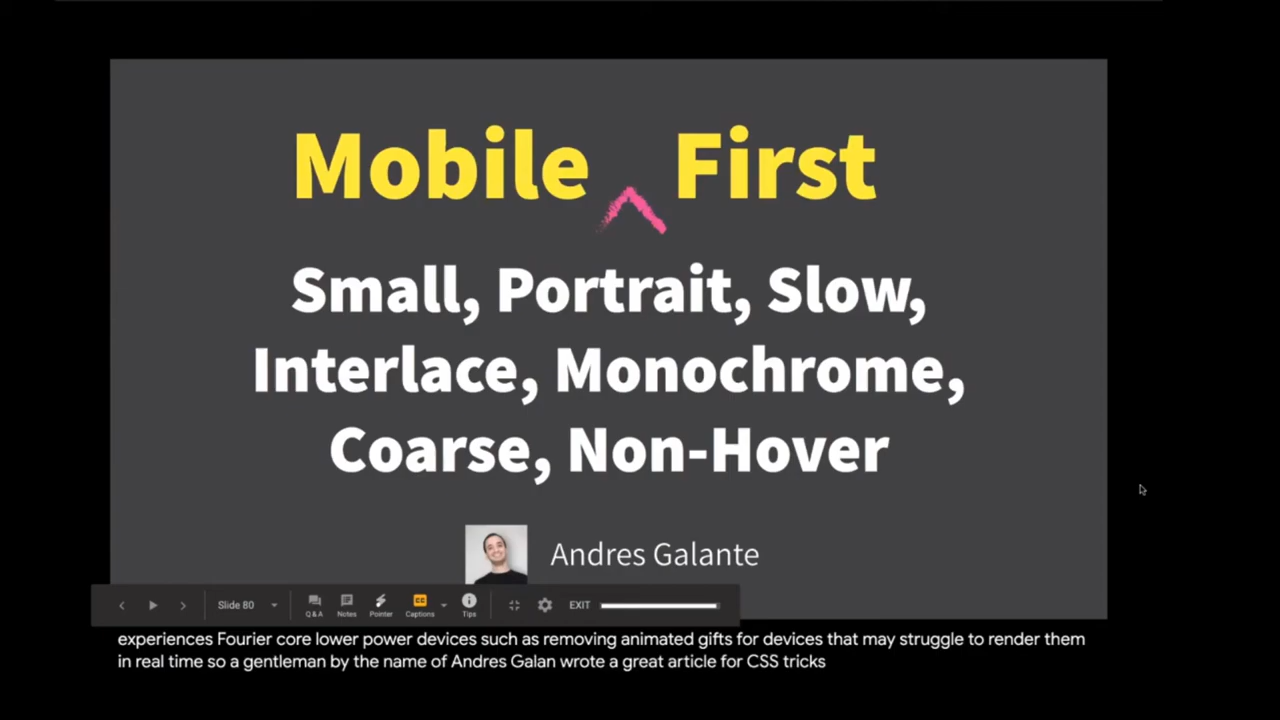 Mobile First
Small, Portrait, Slow,
Interlace, Monochrome,
Coarse, Non-Hover
Andres Galante
Slide 80
Q&A
Notes
Pointer
CC
Captions
Tips
EXIT
experiences Fourier core lower power devices such as removing animated gifts for devices that may struggle to render them
in real time so a gentleman by the name of Andres Galan wrote a great article for CSS tricks